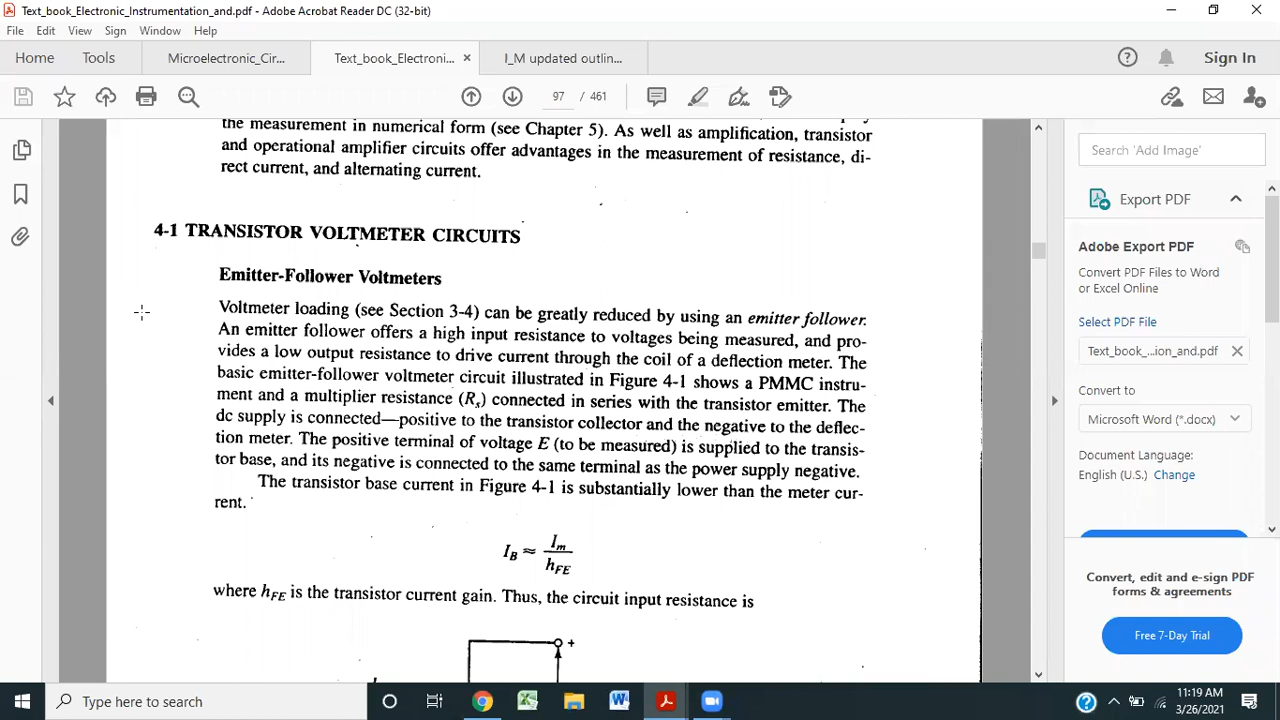 Text_book_Electronic_Instrumentation_and.pdf - Adobe Acrobat Reader DC (32-bit)
File Edit View Sign Window Help
Home Tools Microelectronic_Cir... Text_book_Electroni... × I_M updated outlin... Sign In
97 / 461
the measurement in numerical form (see Chapter 5). As well as amplification, transistor
and operational amplifier circuits offer advantages in the measurement of resistance, di-
rect current, and alternating current.
4-1 TRANSISTOR VOLTMETER CIRCUITS
Emitter-Follower Voltmeters
Voltmeter loading (see Section 3-4) can be greatly reduced by using an emitter follower.
An emitter follower offers a high input resistance to voltages being measured, and pro-
vides a low output resistance to drive current through the coil of a deflection meter. The
basic emitter-follower voltmeter circuit illustrated in Figure 4-1 shows a PMMC instru-
ment and a multiplier resistance (Rs) connected in series with the transistor emitter. The
dc supply is connected—positive to the transistor collector and the negative to the deflec-
tion meter. The positive terminal of voltage E (to be measured) is supplied to the transis-
tor base, and its negative is connected to the same terminal as the power supply negative.
The transistor base current in Figure 4-1 is substantially lower than the meter cur-
rent.
IB ≈ Im / hFE
where hFE is the transistor current gain. Thus, the circuit input resistance is
+
Search 'Add Image'
Export PDF
Adobe Export PDF
Convert PDF Files to Word
or Excel Online
Select PDF File
Text_book_...ion_and.pdf ×
Convert to
Microsoft Word (*.docx)
Document Language:
English (U.S.) Change
Convert, edit and e-sign PDF
forms & agreements
Free 7-Day Trial
Type here to search
11:19 AM
3/26/2021